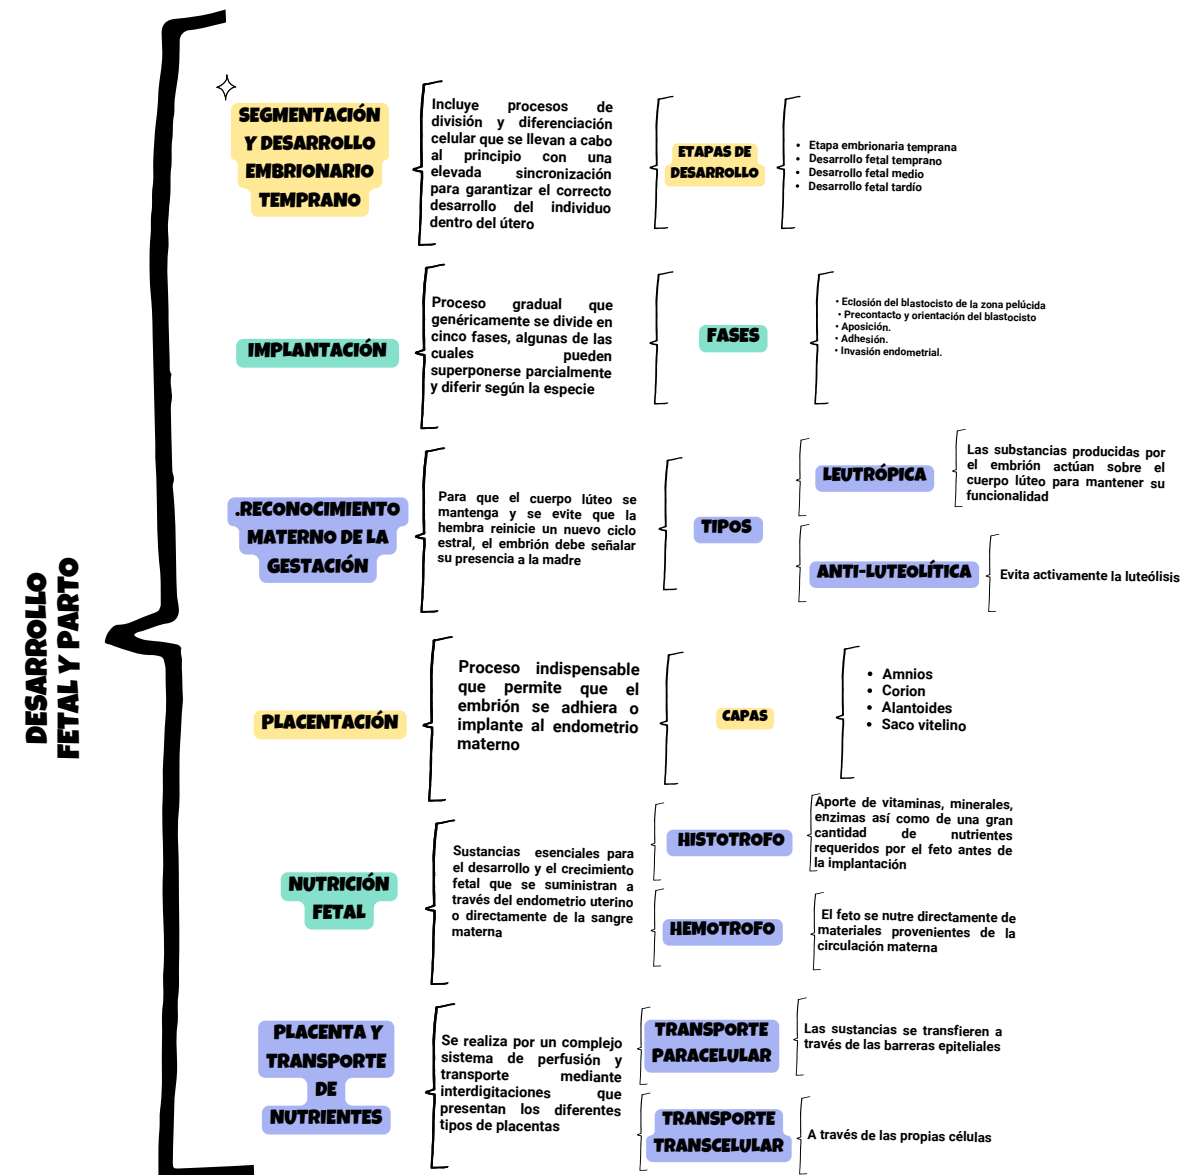 DESARROLLO
FETAL Y PARTO
SEGMENTACIÓN
Y DESARROLLO
EMBRIONARIO
TEMPRANO
Incluye procesos de
división y diferenciación
celular que se llevan a cabo
al principio con una
elevada sincronización
para garantizar el correcto
desarrollo del individuo
dentro del útero
ETAPAS DE
DESARROLLO
• Etapa embrionaria temprana
• Desarrollo fetal temprano
• Desarrollo fetal medio
• Desarrollo fetal tardío
IMPLANTACIÓN
Proceso gradual que
genéricamente se divide en
cinco fases, algunas de las
cuales pueden
superponerse parcialmente
y diferir según la especie
FASES
• Eclosión del blastocisto de la zona pelúcida
• Precontacto y orientación del blastocisto
• Aposición.
• Adhesión.
• Invasión endometrial.
.RECONOCIMIENTO
MATERNO DE LA
GESTACIÓN
Para que el cuerpo lúteo se
mantenga y se evite que la
hembra reinicie un nuevo ciclo
estral, el embrión debe señalar
su presencia a la madre
TIPOS
LEUTRÓPICA
Las substancias producidas por
el embrión actúan sobre el
cuerpo lúteo para mantener su
funcionalidad
ANTI-LUTEOLÍTICA
Evita activamente la luteólisis
PLACENTACIÓN
Proceso indispensable
que permite que el
embrión se adhiera o
implante al endometrio
materno
CAPAS
• Amnios
• Corion
• Alantoides
• Saco vitelino
NUTRICIÓN
FETAL
Sustancias esenciales para
el desarrollo y el crecimiento
fetal que se suministran a
través del endometrio uterino
o directamente de la sangre
materna
HISTOTROFO
Aporte de vitaminas, minerales,
enzimas así como de una gran
cantidad de nutrientes
requeridos por el feto antes de
la implantación
HEMOTROFO
El feto se nutre directamente de
materiales provenientes de la
circulación materna
PLACENTA Y
TRANSPORTE
DE
NUTRIENTES
Se realiza por un complejo
sistema de perfusión y
transporte mediante
interdigitaciones que
presentan los diferentes
tipos de placentas
TRANSPORTE
PARACELULAR
Las sustancias se transfieren a
través de las barreras epiteliales
TRANSPORTE
TRANSCELULAR
A través de las propias células